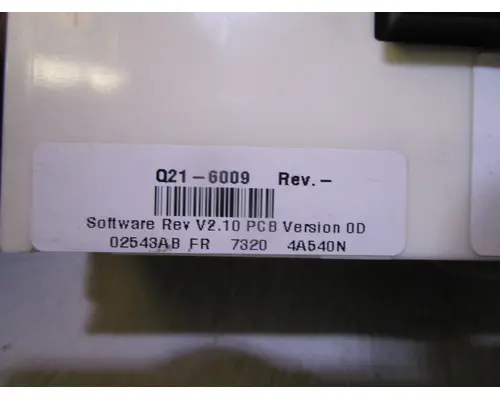 Q21-6009 Rev.-
Software Rev V2.10 PCB Version 0D
02543AB FR 7320 4A540N